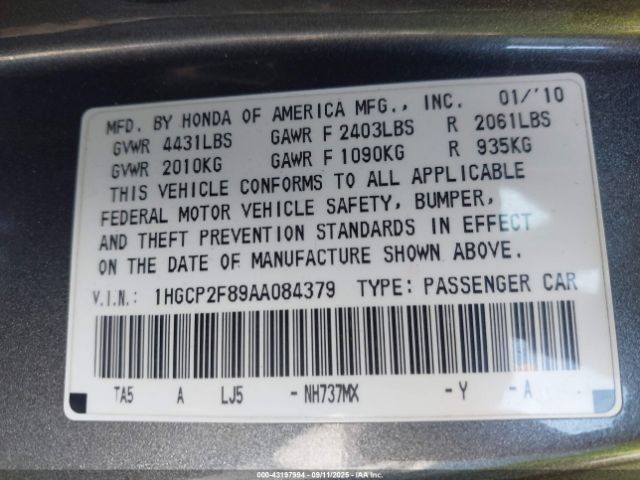 MFD. BY HONDA OF AMERICA MFG., INC. 01/'10
GVWR 4431LBS GAWR F 2403LBS R 2061LBS
GVWR 2010KG GAWR F 1090KG R 935KG
THIS VEHICLE CONFORMS TO ALL APPLICABLE
FEDERAL MOTOR VEHICLE SAFETY, BUMPER,
AND THEFT PREVENTION STANDARDS IN EFFECT
ON THE DATE OF MANUFACTURE SHOWN ABOVE.
V.I.N.: 1HGCP2F89AA084379 TYPE: PASSENGER CAR
TA5 A LJ5 - NH737MX - Y - A -
000-43197994 - 09/11/2025 - IAA Inc.